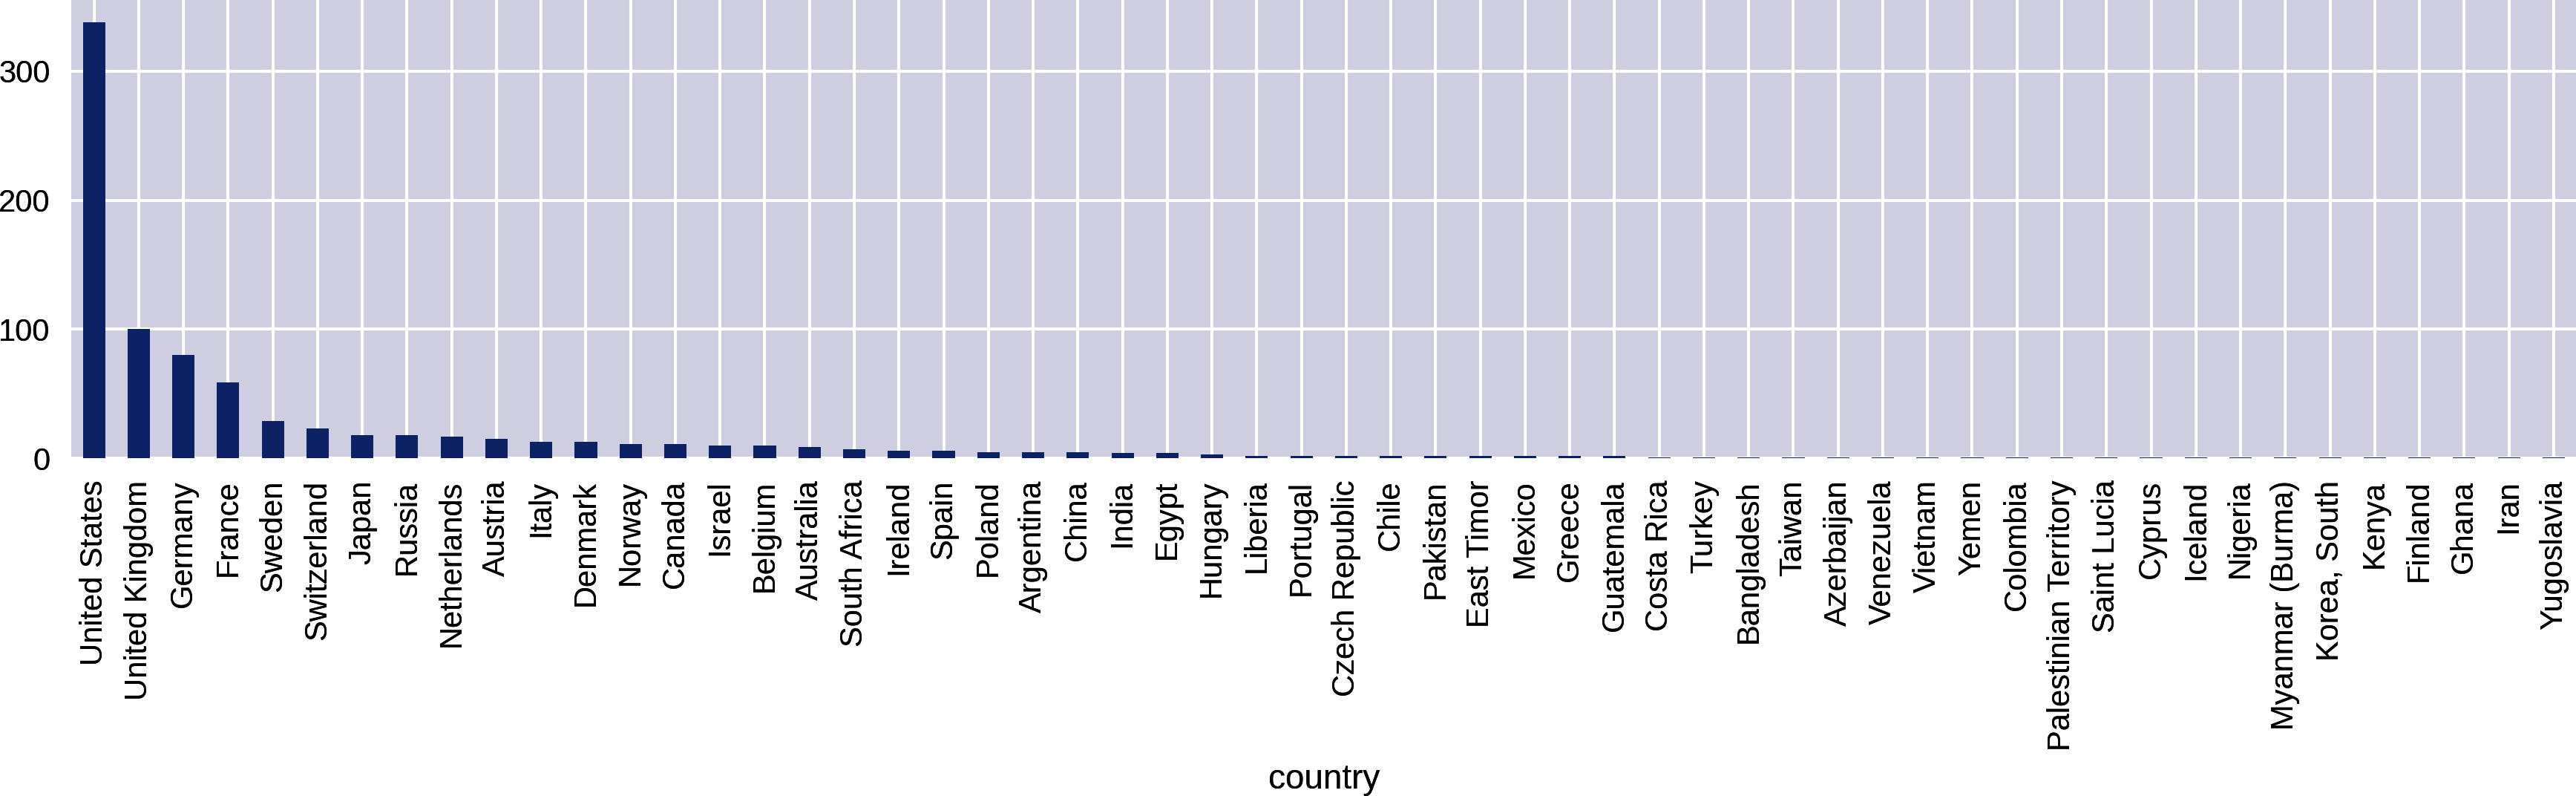 300
200
100
0
United States
United Kingdom
Germany
France
Sweden
Switzerland
Japan
Russia
Netherlands
Austria
Italy
Denmark
Norway
Canada
Israel
Belgium
Australia
South Africa
Ireland
Spain
Poland
Argentina
China
India
Egypt
Hungary
Liberia
Portugal
Czech Republic
Chile
Pakistan
East Timor
Mexico
Greece
Guatemala
Costa Rica
Turkey
Bangladesh
Taiwan
Azerbaijan
Venezuela
Vietnam
Yemen
Colombia
Palestinian Territory
Saint Lucia
Cyprus
Iceland
Nigeria
Myanmar (Burma)
Korea, South
Kenya
Finland
Ghana
Iran
Yugoslavia
country